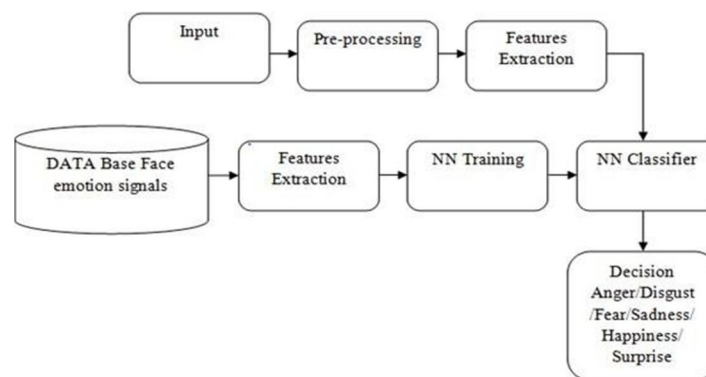 Input
Pre-processing
Features
Extraction
DATA Base Face
emotion signals
Features
Extraction
NN Training
NN Classifier
Decision
Anger/Disgust
/Fear/Sadness/
Happiness/
Surprise